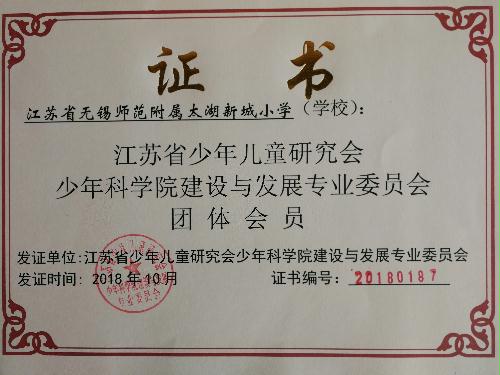 证书
江苏省无锡师范附属太湖新城小学（学校）：
江苏省少年儿童研究会
少年科学院建设与发展专业委员会
团体会员
发证单位：江苏省少年儿童研究会少年科学院建设与发展专业委员会
发证时间：2018年10月 证书编号：20180187